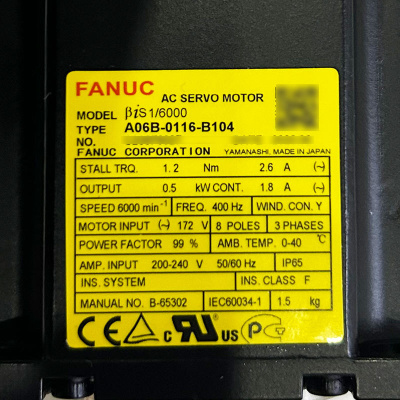 FANUC AC SERVO MOTOR
MODEL βiS1/6000
TYPE A06B-0116-B104
NO.
FANUC CORPORATION YAMANASHI, MADE IN JAPAN
STALL TRQ. 1.2 Nm 2.6 A (~)
OUTPUT 0.5 kW CONT. 1.8 A (~)
SPEED 6000 min⁻¹ FREQ. 400 Hz WIND. CON. Y
MOTOR INPUT (~) 172 V 8 POLES 3 PHASES
POWER FACTOR 99 % AMB. TEMP. 0-40 ℃
AMP. INPUT 200-240 V 50/60 Hz IP65
INS. SYSTEM INS. CLASS F
MANUAL NO. B-65302 IEC60034-1 1.5 kg
CE c RU US PCT